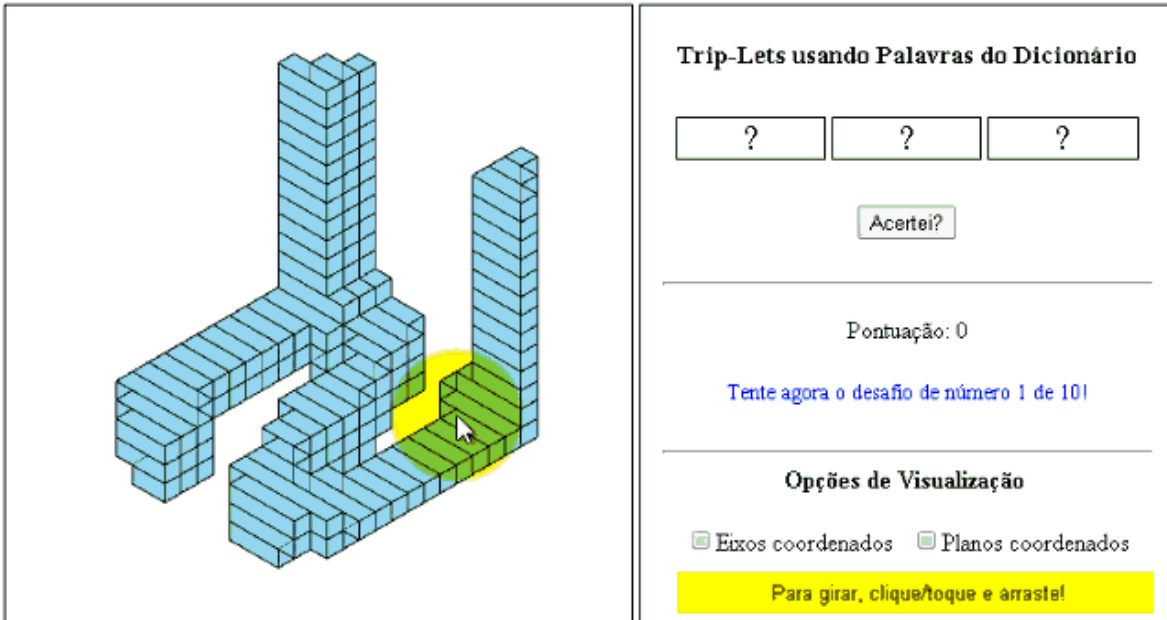 Trip-Lets usando Palavras do Dicionário
? ? ?
Acertei?
Pontuação: 0
Tente agora o desafio de número 1 de 10!
Opções de Visualização
Eixos coordenados Planos coordenados
Para girar, clique/toque e arraste!